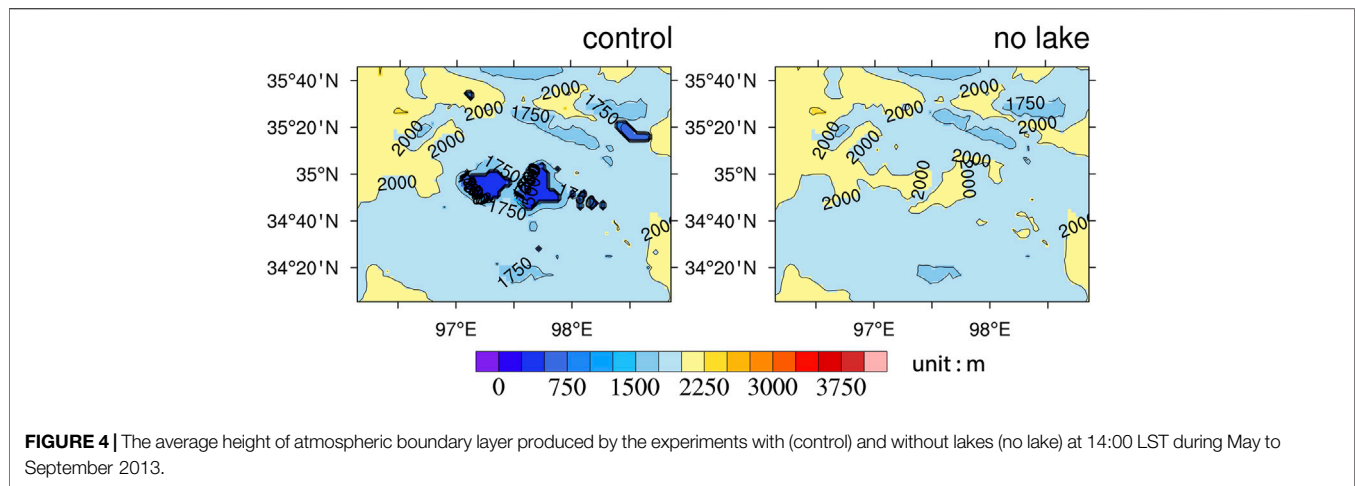 control
no lake
35°40'N
35°20'N
35°N
34°40'N
34°20'N
2000
2000
2000
2000
2000
1750
1750
1750
1750
1750
2000
97°E
98°E
35°40'N
35°20'N
35°N
34°40'N
34°20'N
2000
2000
1750
2000
2000
2000
2000
2000
2000
2000
2000
97°E
98°E
0 750 1500 2250 3000 3750 unit : m
FIGURE 4 | The average height of atmospheric boundary layer produced by the experiments with (control) and without lakes (no lake) at 14:00 LST during May to
September 2013.